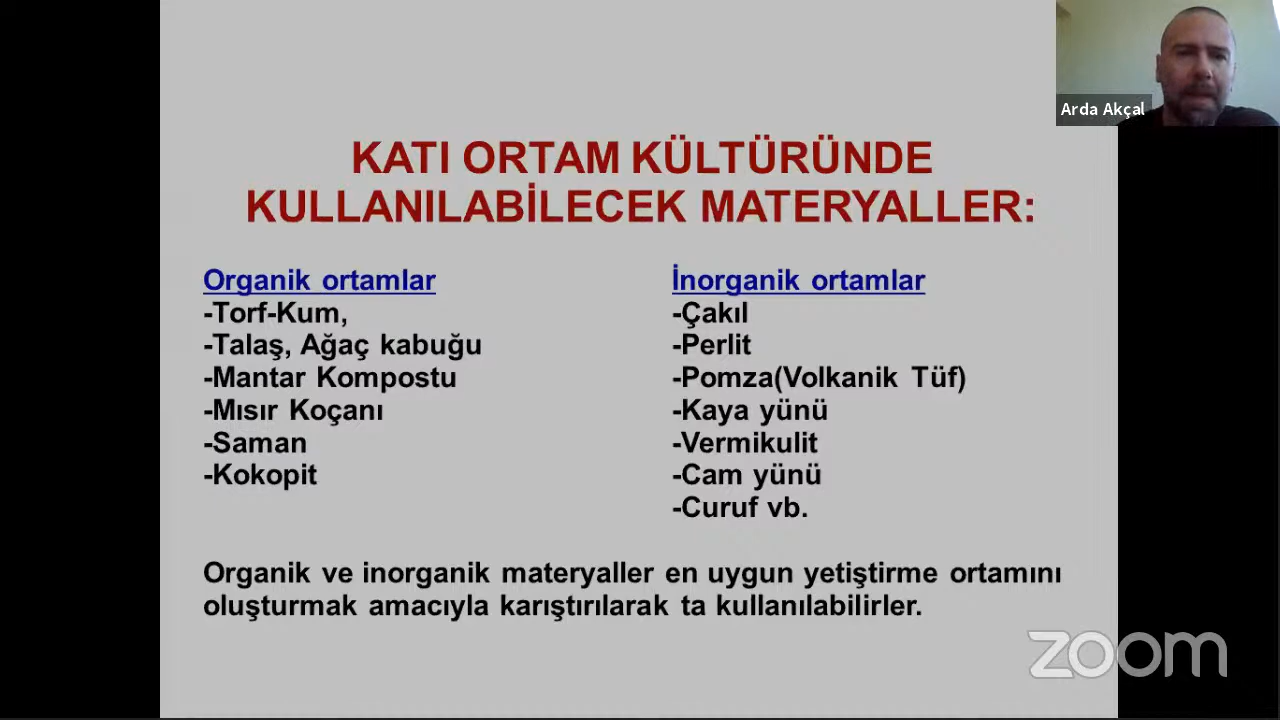 Arda Akçal
KATI ORTAM KÜLTÜRÜNDE
KULLANILABİLECEK MATERYALLER:
Organik ortamlar
-Torf-Kum,
-Talaş, Ağaç kabuğu
-Mantar Kompostu
-Mısır Koçanı
-Saman
-Kokopit
İnorganik ortamlar
-Çakıl
-Perlit
-Pomza(Volkanik Tüf)
-Kaya yünü
-Vermikulit
-Cam yünü
-Curuf vb.
Organik ve inorganik materyaller en uygun yetiştirme ortamını
oluşturmak amacıyla karıştırılarak ta kullanılabilirler.
zoom